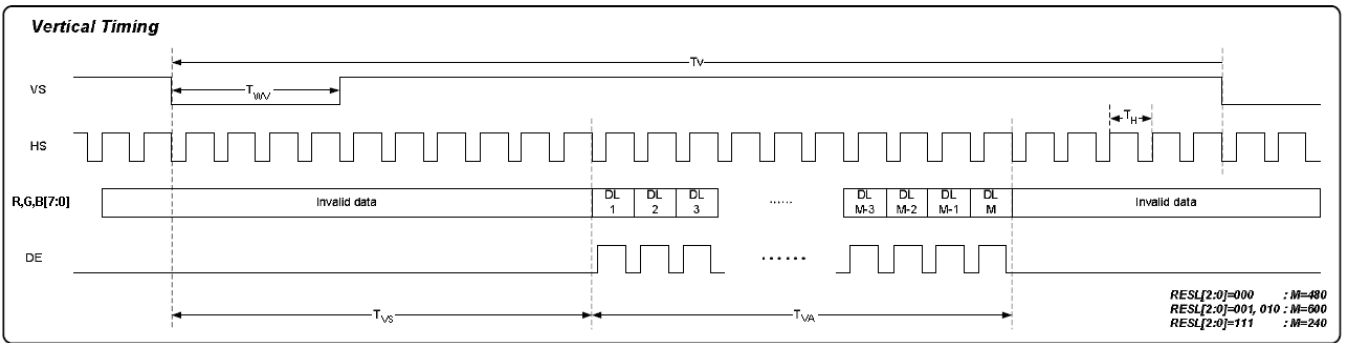 Vertical Timing
Tv
VS
TWV
TH
HS
R,G,B[7:0]
Invalid data
DL 1
DL 2
DL 3
......
DL M-3
DL M-2
DL M-1
DL M
Invalid data
DE
......
TVS
TVA
RESL[2:0]=000 : M=480
RESL[2:0]=001, 010 : M=600
RESL[2:0]=111 : M=240